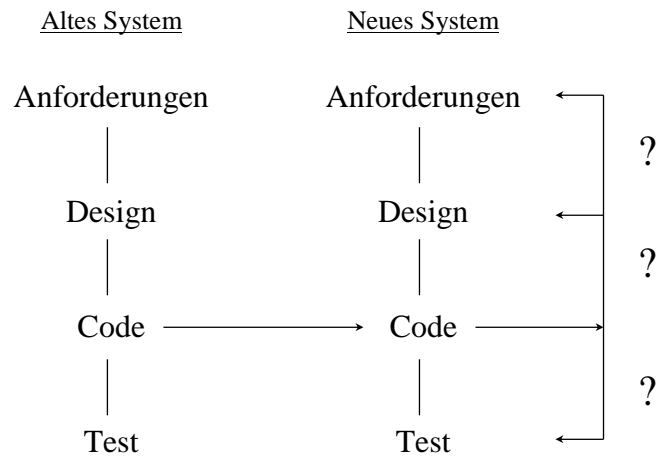 Altes System
Neues System
Anforderungen
Anforderungen
?
Design
Design
?
Code
Code
?
Test
Test